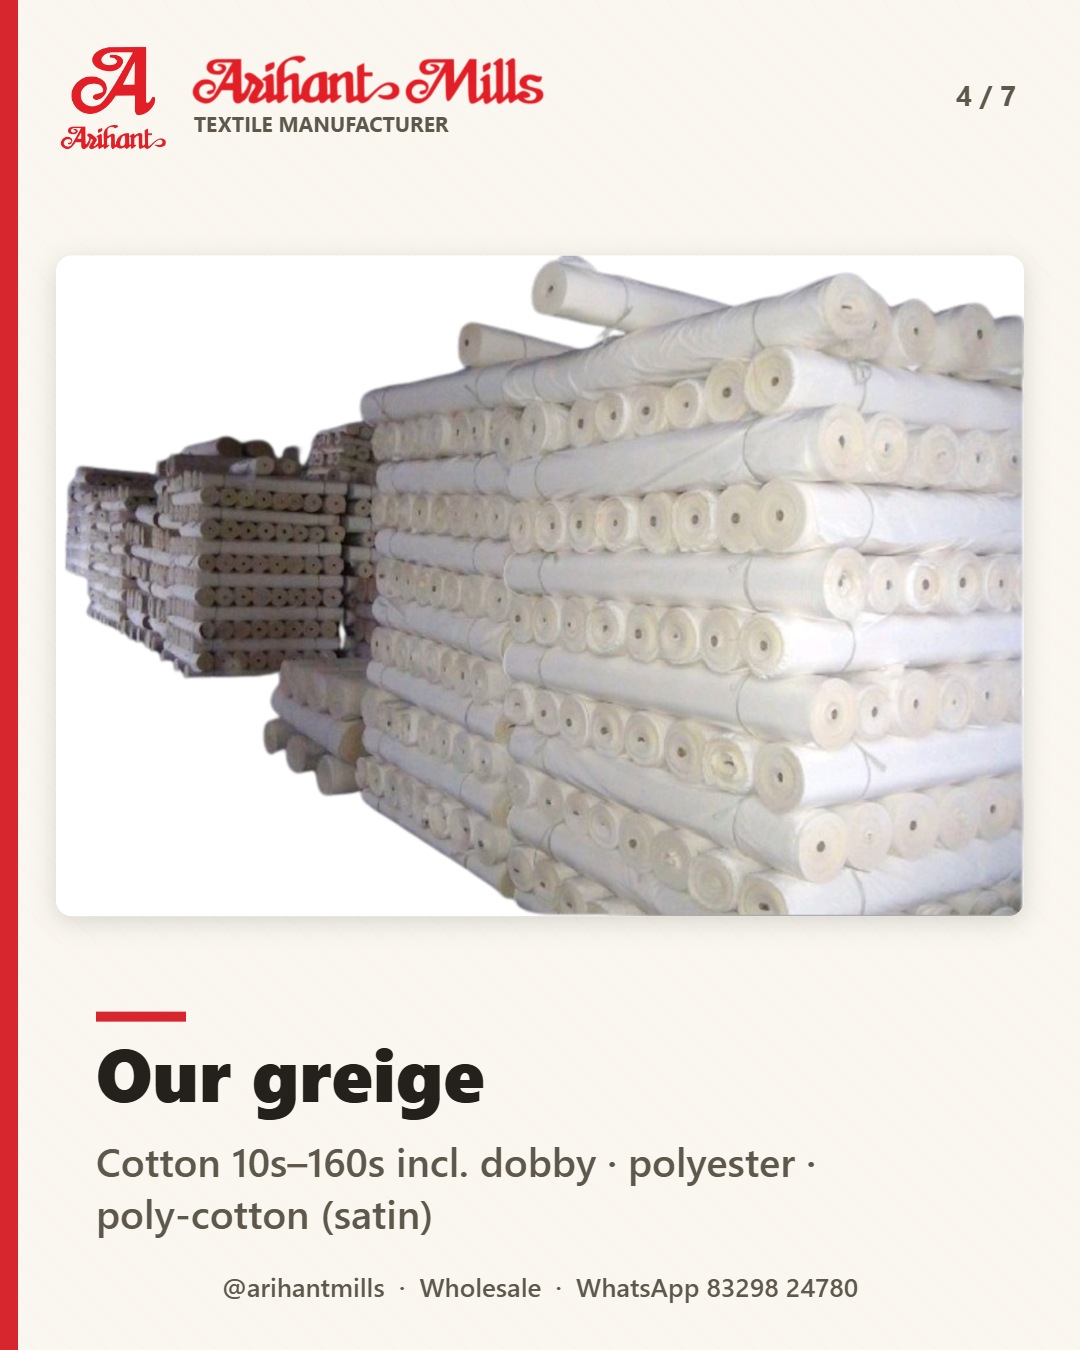 A
Arihant
Arihant Mills
TEXTILE MANUFACTURER
4 / 7
Our greige
Cotton 10s–160s incl. dobby · polyester ·
poly-cotton (satin)
@arihantmills · Wholesale · WhatsApp 83298 24780